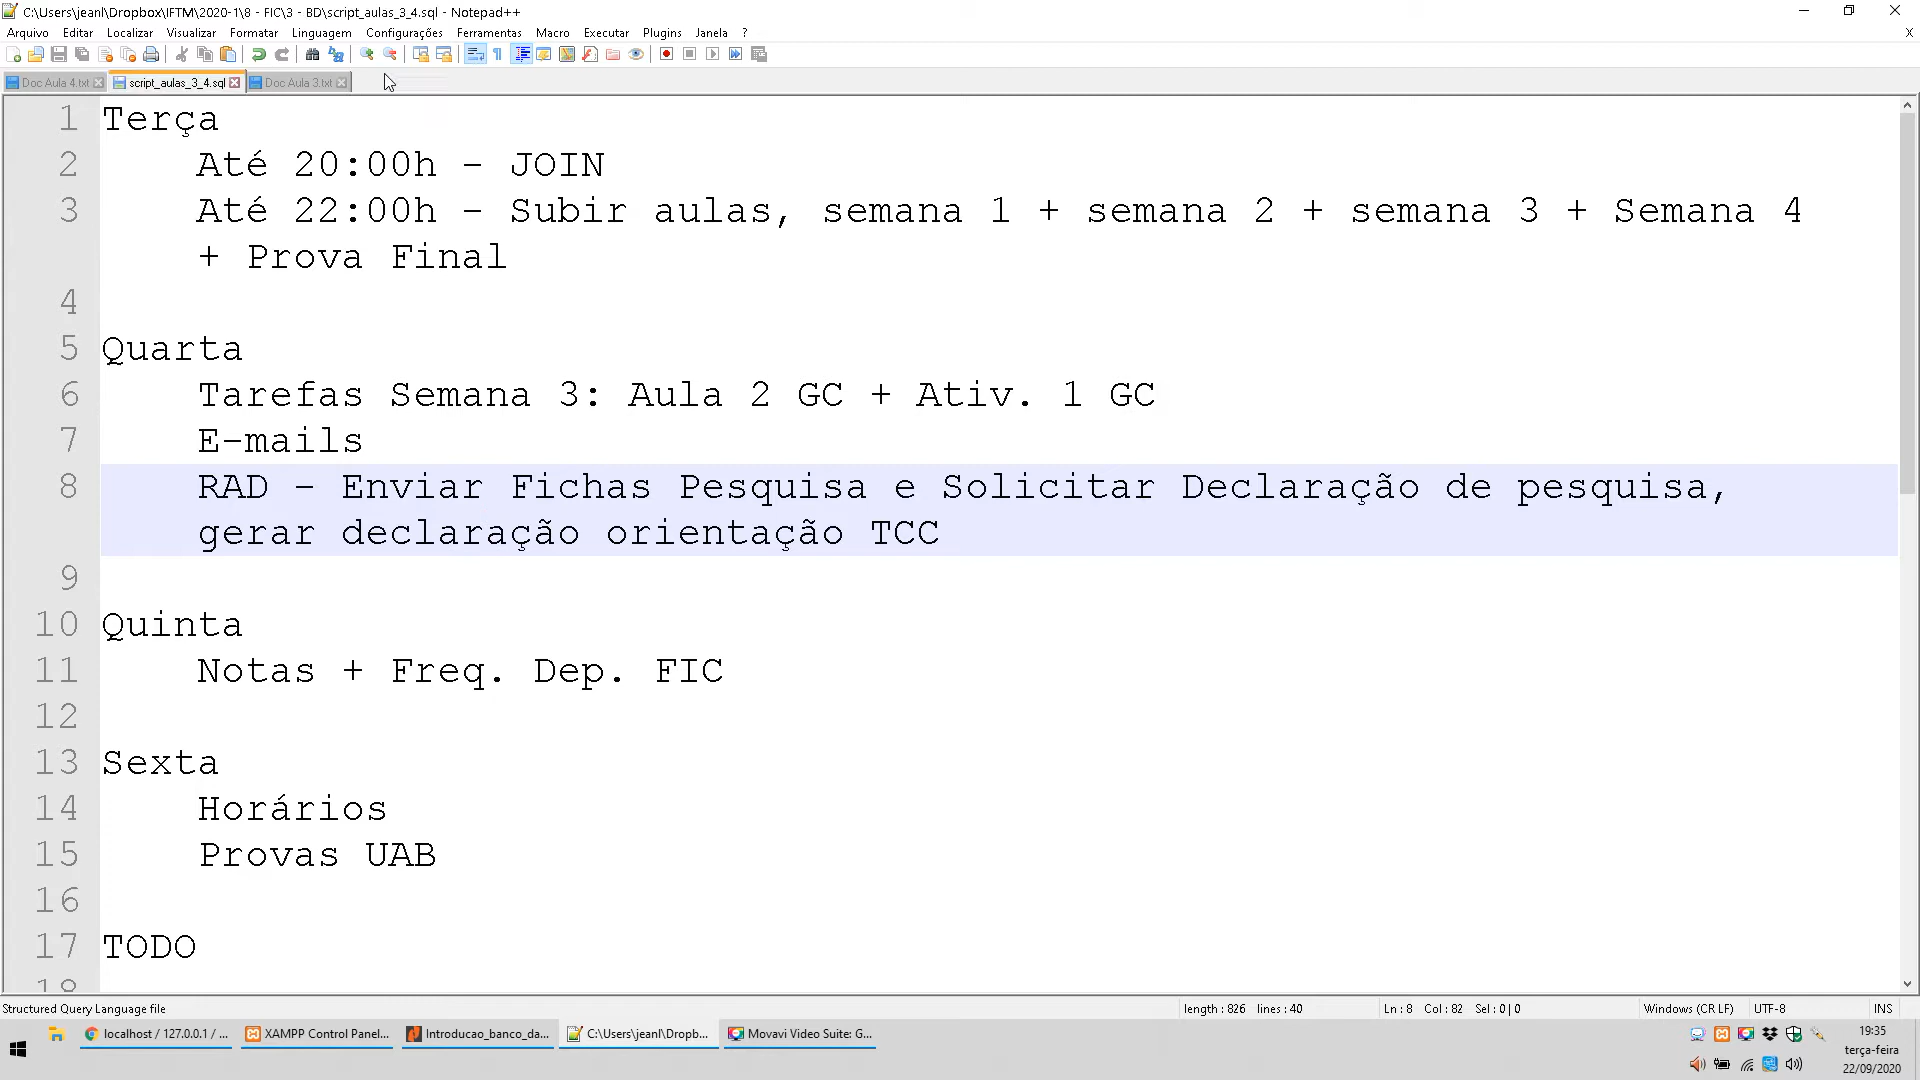 C:\Users\jeanl\Dropbox\IFTM\2020-1\8 - FIC\3 - BD\script_aulas_3_4.sql - Notepad++
Arquivo Editar Localizar Visualizar Formatar Linguagem Configurações Ferramentas Macro Executar Plugins Janela ? X
Doc Aula 4.txt script_aulas_3_4.sql Doc Aula 3.txt
1 Terça
2 Até 20:00h - JOIN
3 Até 22:00h - Subir aulas, semana 1 + semana 2 + semana 3 + Semana 4
+ Prova Final
4
5 Quarta
6 Tarefas Semana 3: Aula 2 GC + Ativ. 1 GC
7 E-mails
8 RAD - Enviar Fichas Pesquisa e Solicitar Declaração de pesquisa,
gerar declaração orientação TCC
9
10 Quinta
11 Notas + Freq. Dep. FIC
12
13 Sexta
14 Horários
15 Provas UAB
16
17 TODO
18
Structured Query Language file length : 826 lines : 40 Ln : 8 Col : 82 Sel : 0 | 0 Windows (CR LF) UTF-8 INS
localhost / 127.0.0.1 / ... XAMPP Control Panel... Introducao_banco_da... C:\Users\jeanl\Dropb... Movavi Video Suite: G...
19:35
terça-feira
22/09/2020